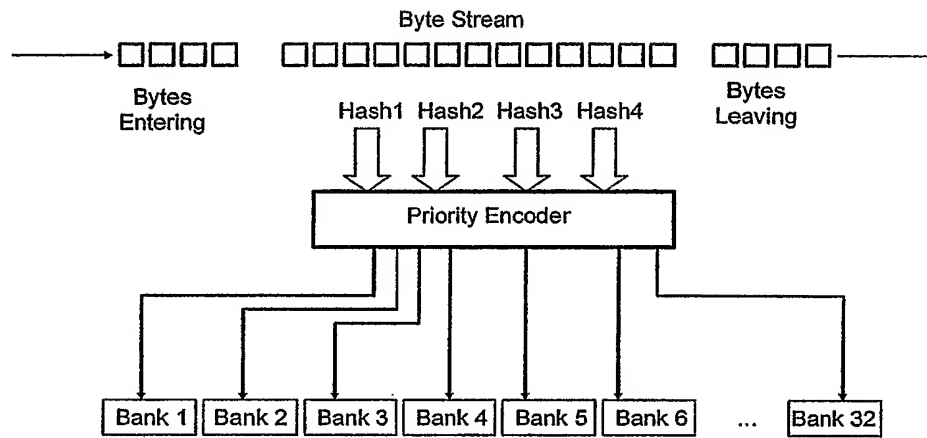 Byte Stream
Bytes
Entering
Bytes
Leaving
Hash1 Hash2 Hash3 Hash4
Priority Encoder
Bank 1 Bank 2 Bank 3 Bank 4 Bank 5 Bank 6 ... Bank 32